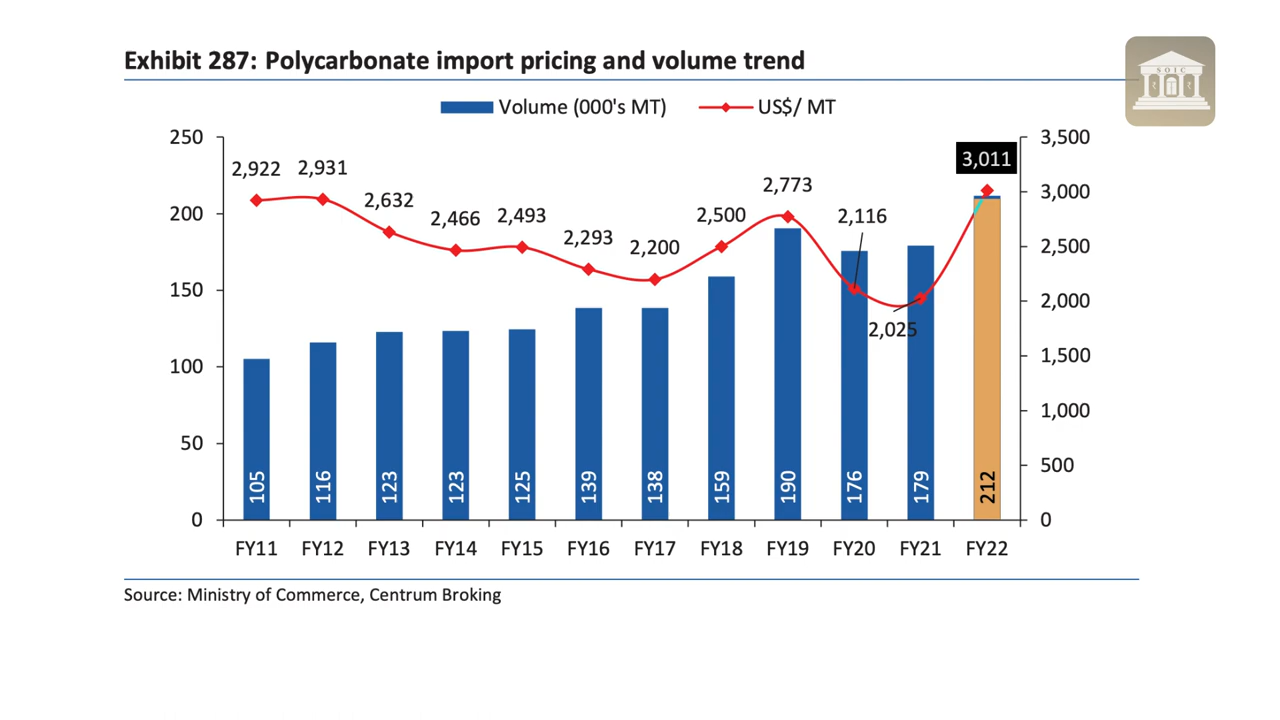 Exhibit 287: Polycarbonate import pricing and volume trend
SOIC
Volume (000's MT) US$/ MT
250 3,500
200 3,000
2,500
150 2,000
100 1,500
1,000
50 500
0 0
2,922 2,931 2,632 2,466 2,493 2,293 2,200 2,500 2,773 2,116 2,025 3,011
105 116 123 123 125 139 138 159 190 176 179 212
FY11 FY12 FY13 FY14 FY15 FY16 FY17 FY18 FY19 FY20 FY21 FY22
Source: Ministry of Commerce, Centrum Broking